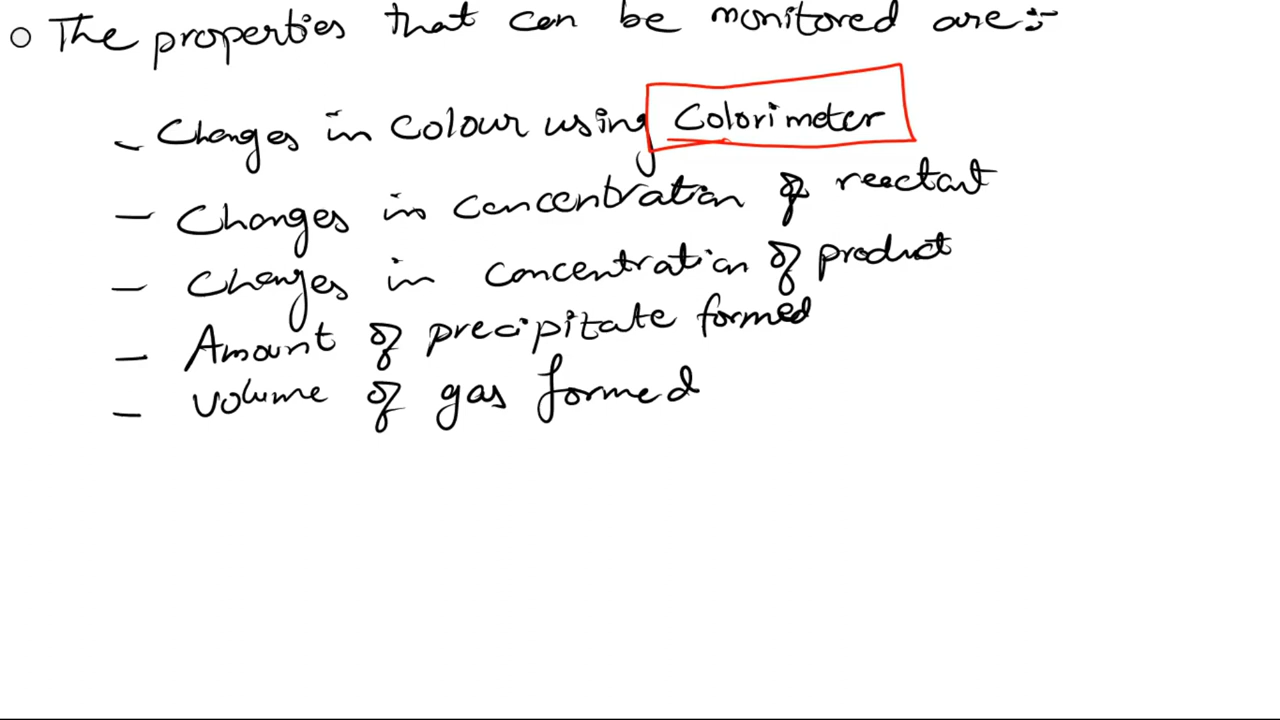 The properties that can be monitored are:-
- Changes in colour using Colorimeter
- Changes in concentration of reactant
- Changes in concentration of product
- Amount of precipitate formed
- Volume of gas formed